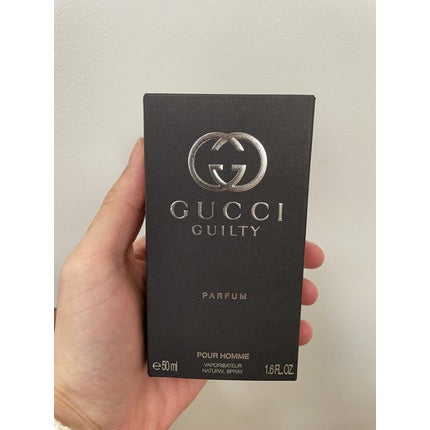 GUCCI
GUILTY
PARFUM
POUR HOMME
℮50 ml VAPORISATEUR 1.6 FL.OZ.
NATURAL SPRAY